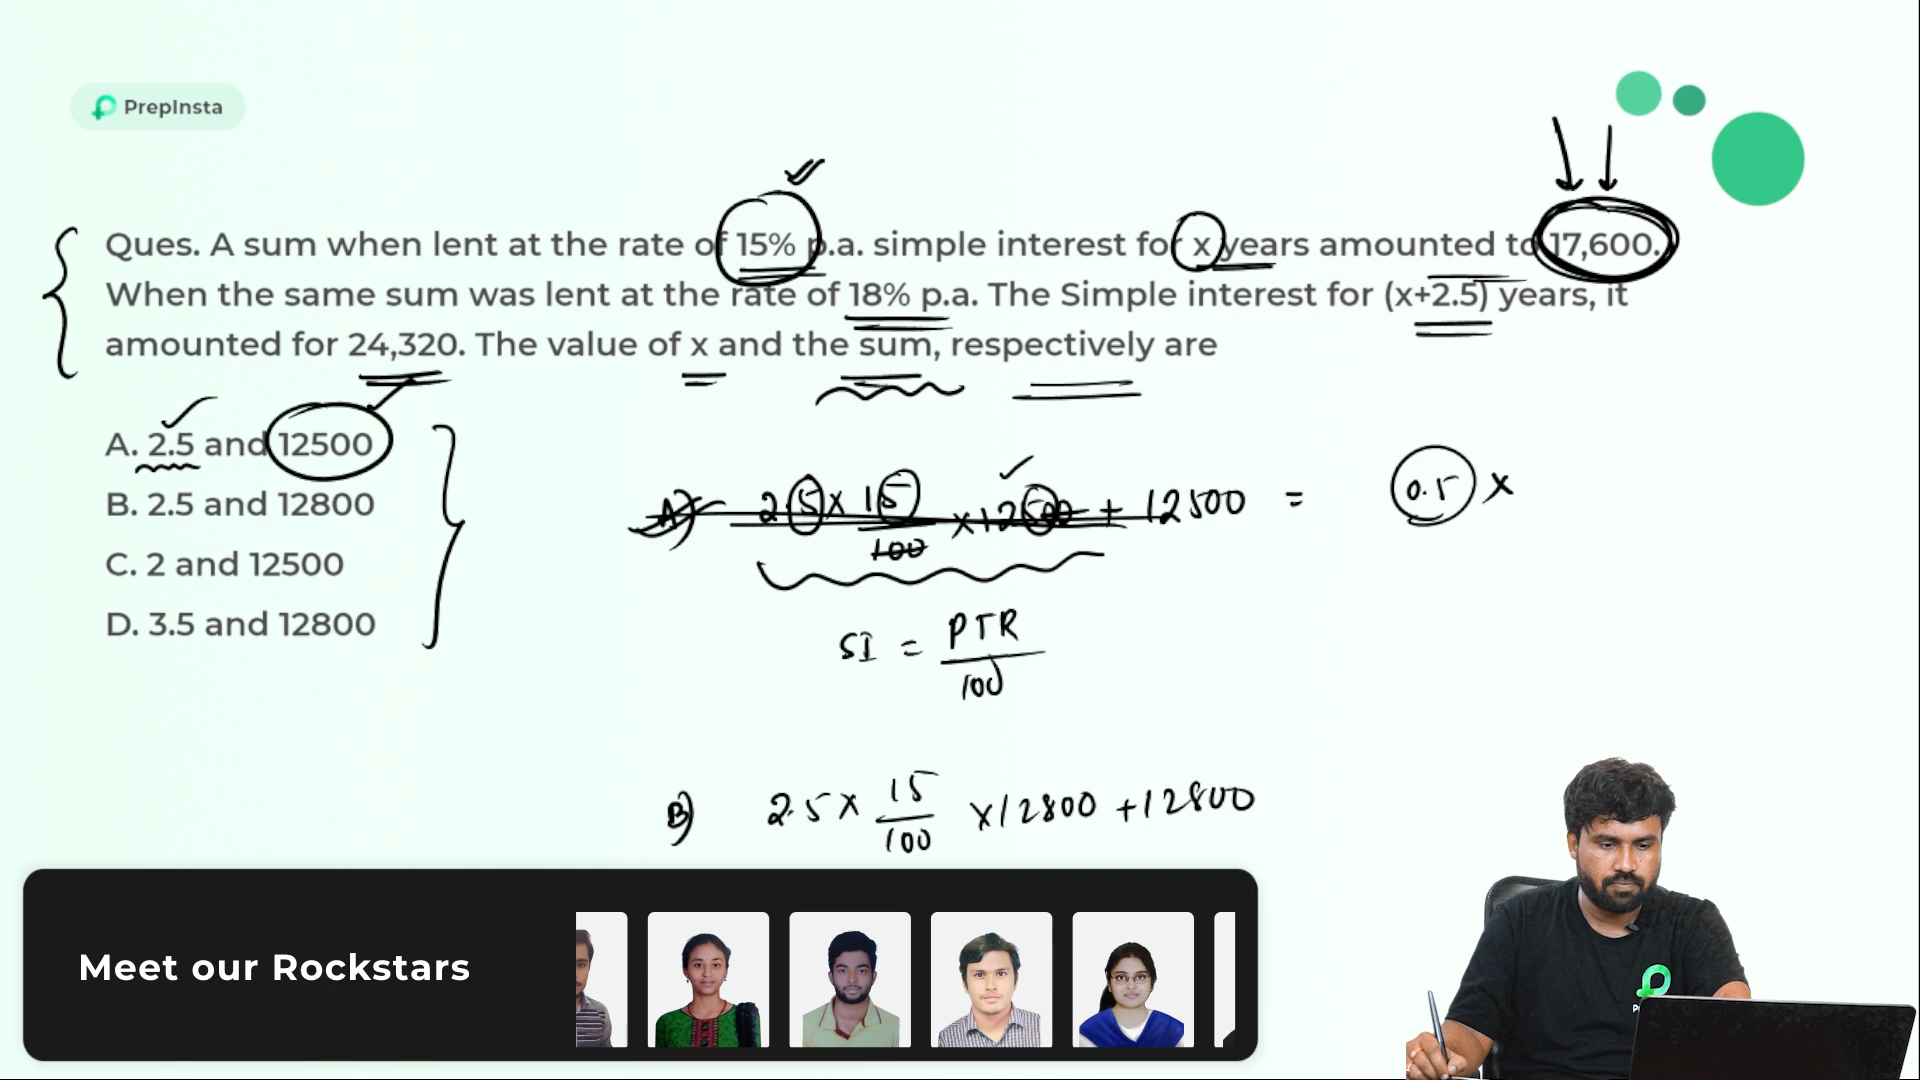 PrepInsta
Ques. A sum when lent at the rate of 15% p.a. simple interest for x years amounted to 17,600.
When the same sum was lent at the rate of 18% p.a. The Simple interest for (x+2.5) years, it
amounted for 24,320. The value of x and the sum, respectively are
A. 2.5 and 12500
B. 2.5 and 12800
C. 2 and 12500
D. 3.5 and 12800
A) 2.5 x 15/100 x 12500 + 12500 =
0.5 x
SI = PTR/100
B) 2.5 x 15/100 x 12800 + 12800
Meet our Rockstars